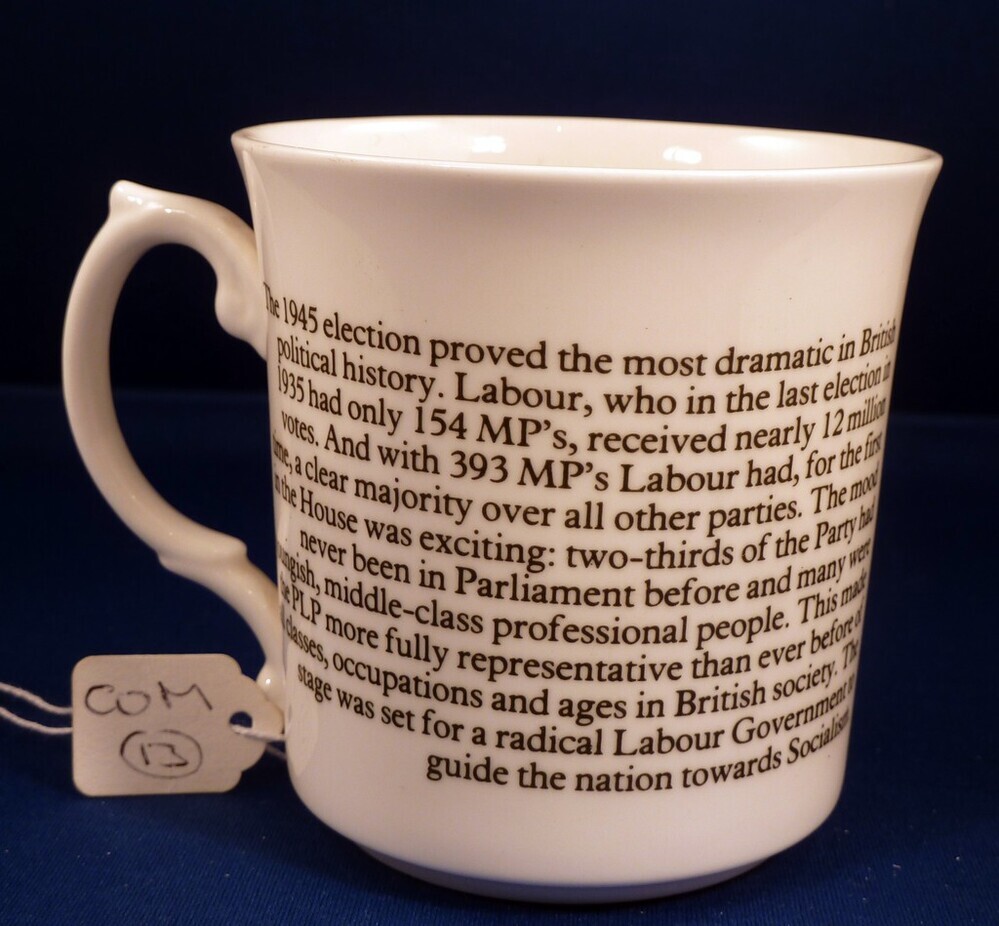 The 1945 election proved the most dramatic in British
political history. Labour, who in the last election in
1935 had only 154 MP's, received nearly 12 million
votes. And with 393 MP's Labour had, for the first
time, a clear majority over all other parties. The mood
in the House was exciting: two-thirds of the Party had
never been in Parliament before and many were
youngish, middle-class professional people. This made
the PLP more fully representative than ever before of
all classes, occupations and ages in British society. The
stage was set for a radical Labour Government to
guide the nation towards Socialism.
COM
13